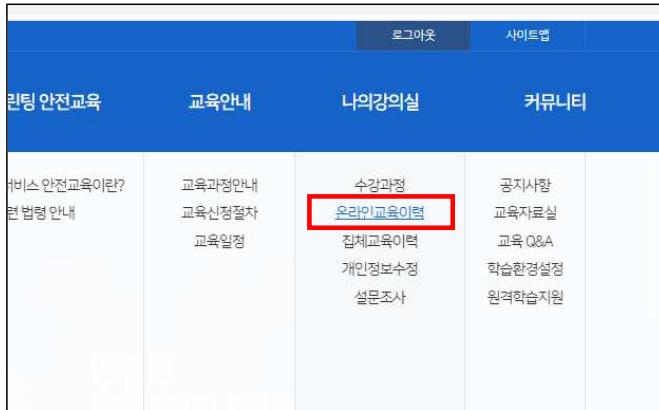 로그아웃 사이트맵
린팅 안전교육 교육안내 나의강의실 커뮤니티
서비스 안전교육이란? 교육과정안내 수강과정 공지사항
련 법령 안내 교육신청절차 온라인교육이력 교육자료실
교육일정 집체교육이력 교육 Q&A
개인정보수정 학습환경설정
설문조사 원격학습지원